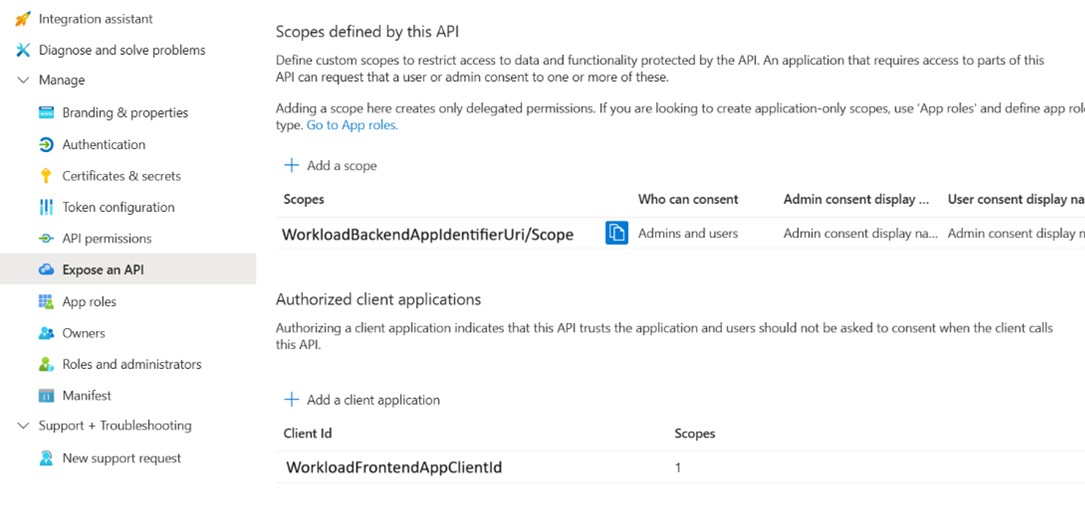 Integration assistant
Diagnose and solve problems
Manage
Branding & properties
Authentication
Certificates & secrets
Token configuration
API permissions
Expose an API
App roles
Owners
Roles and administrators
Manifest
Support + Troubleshooting
New support request
Scopes defined by this API
Define custom scopes to restrict access to data and functionality protected by the API. An application that requires access to parts of this
API can request that a user or admin consent to one or more of these.
Adding a scope here creates only delegated permissions. If you are looking to create application-only scopes, use 'App roles' and define app role
type. Go to App roles.
Add a scope
Scopes Who can consent Admin consent display ... User consent display na
WorkloadBackendAppIdentifierUri/Scope Admins and users Admin consent display na... Admin consent display n
Authorized client applications
Authorizing a client application indicates that this API trusts the application and users should not be asked to consent when the client calls
this API.
Add a client application
Client Id Scopes
WorkloadFrontendAppClientId 1